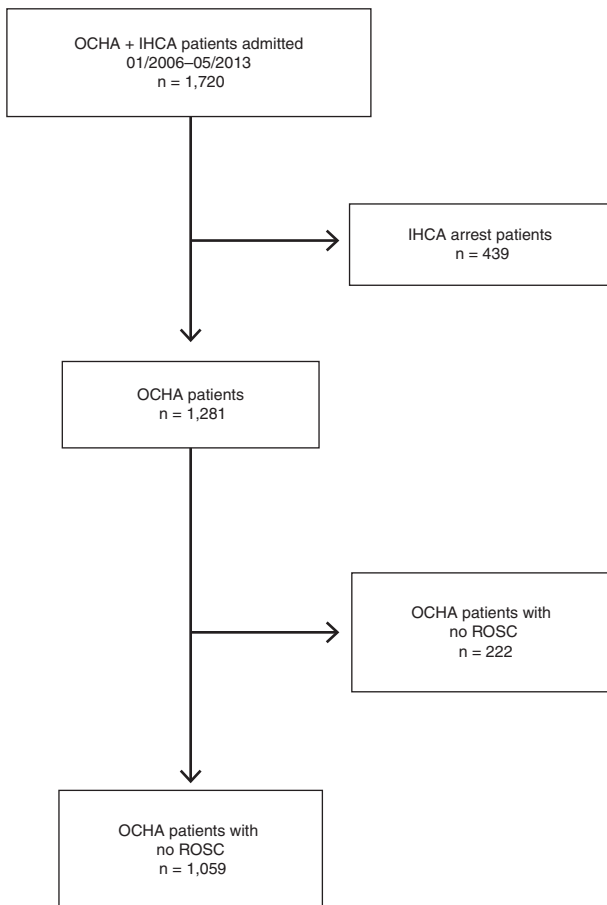 OCHA + IHCA patients admitted
01/2006–05/2013
n = 1,720
IHCA arrest patients
n = 439
OCHA patients
n = 1,281
OCHA patients with
no ROSC
n = 222
OCHA patients with
no ROSC
n = 1,059